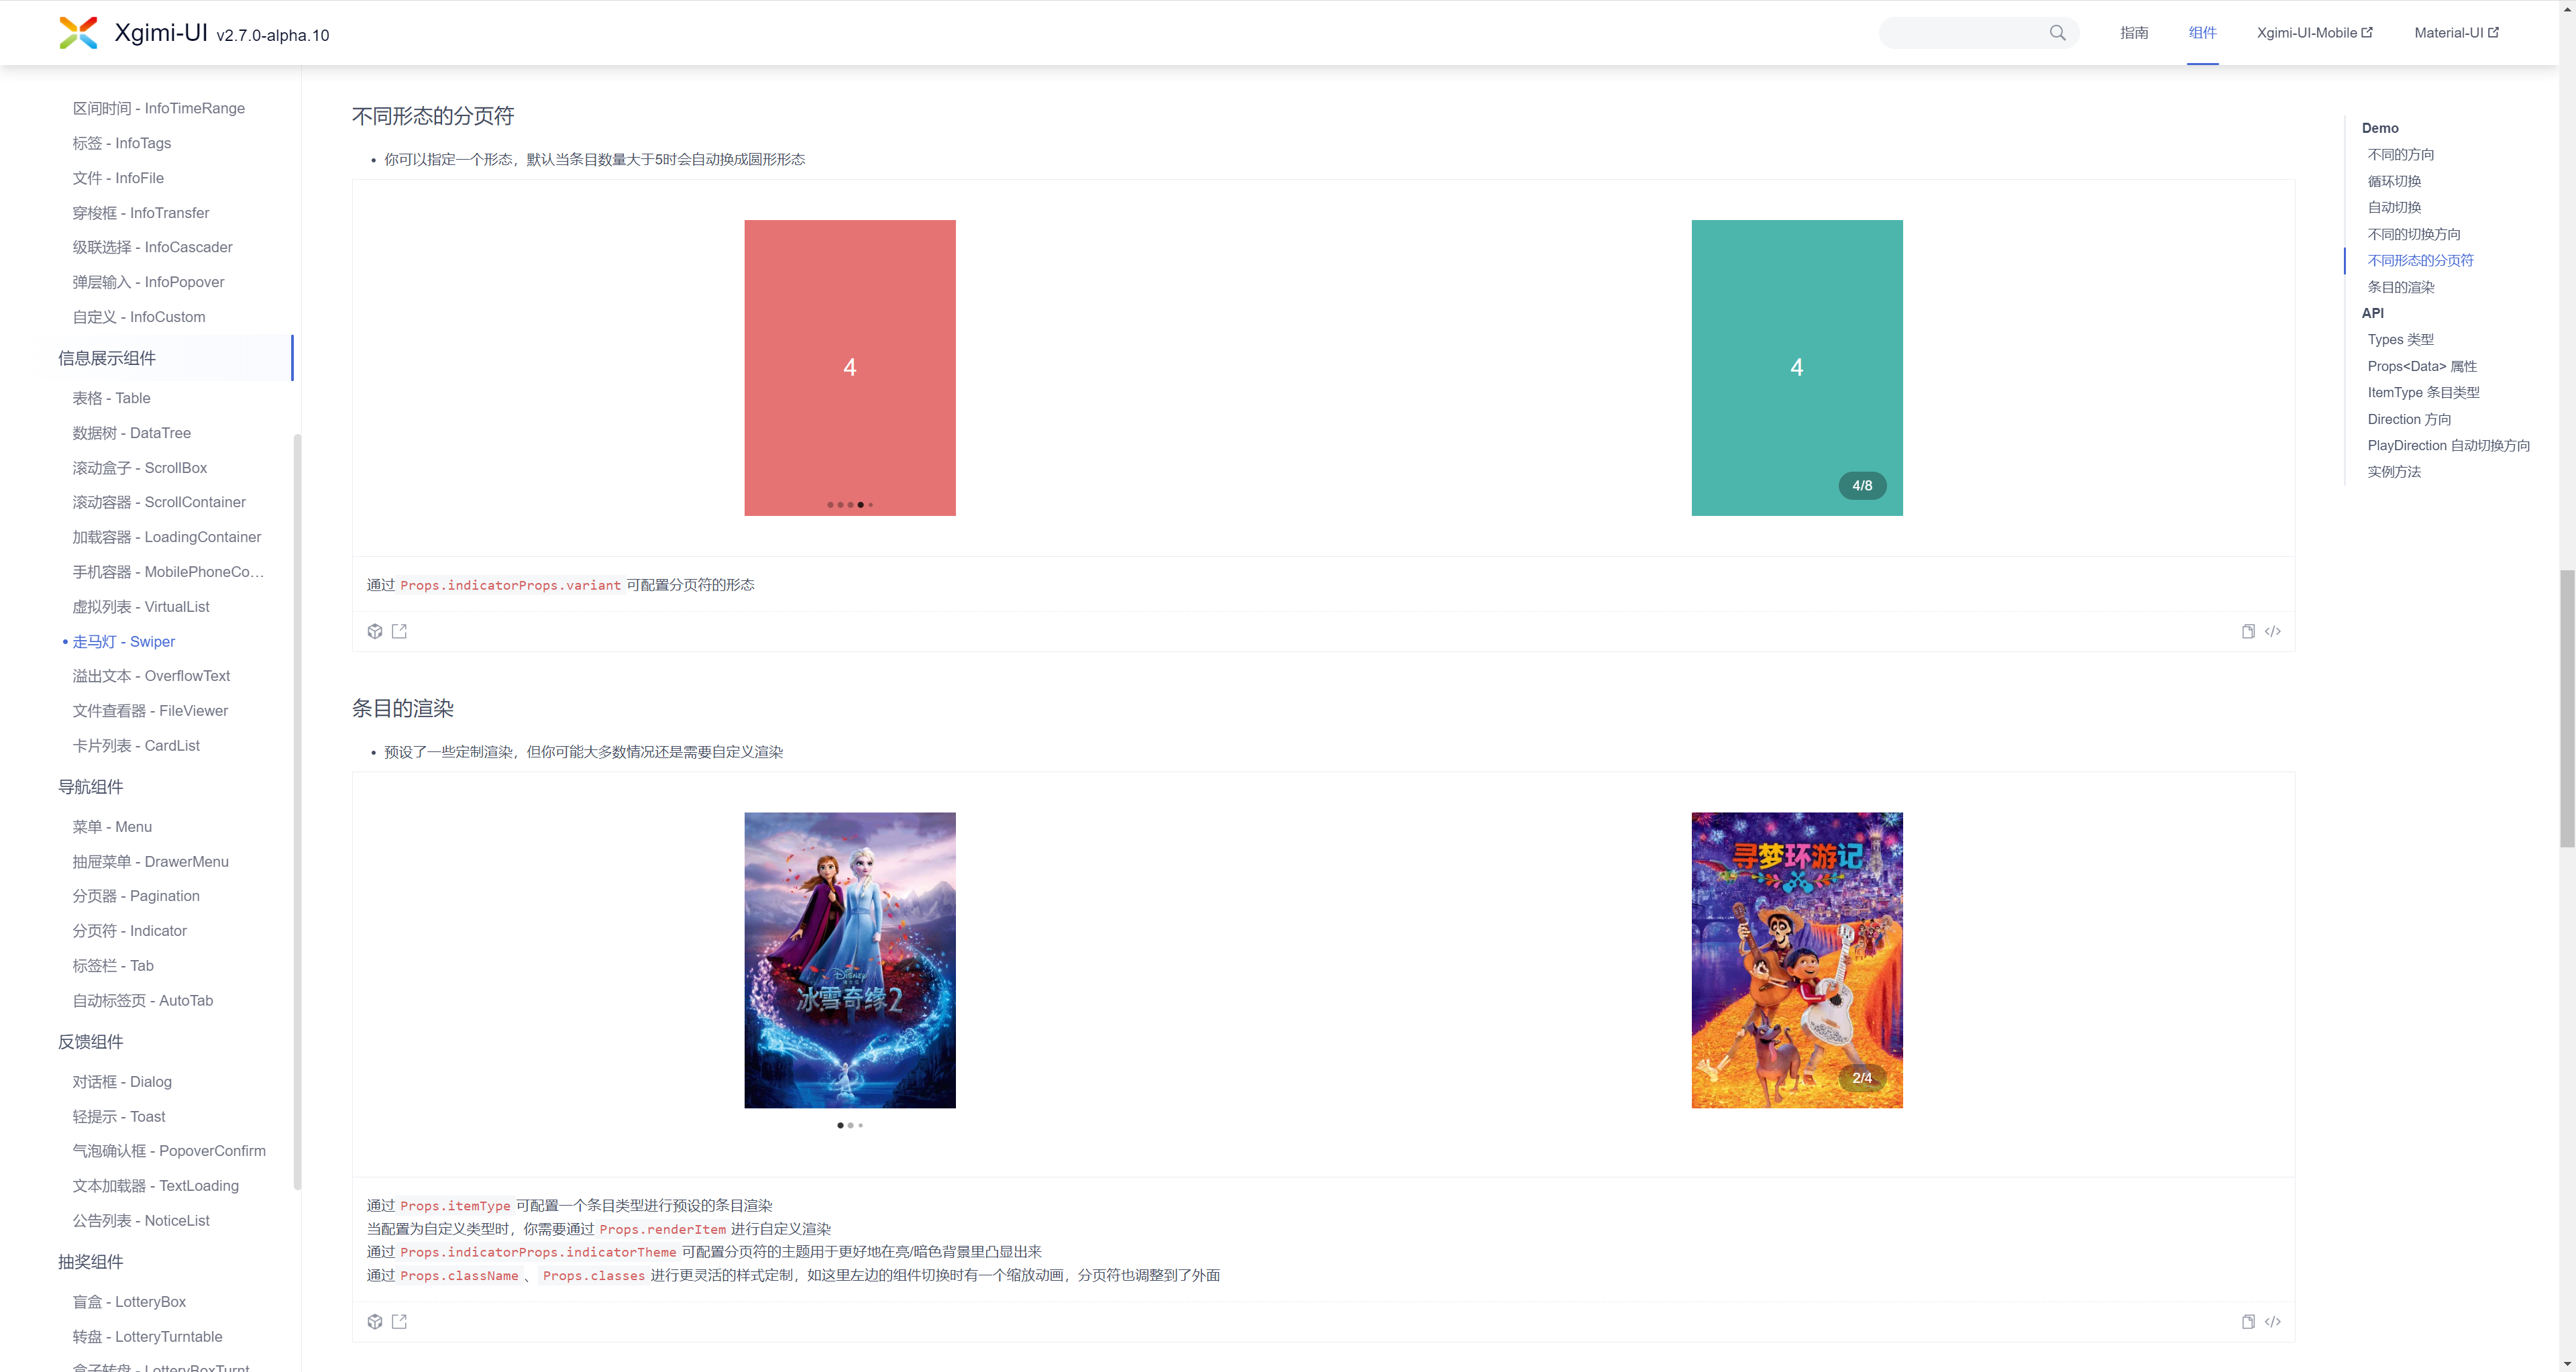 Xgimi-UI v2.7.0-alpha.10
指南
组件
Xgimi-UI-Mobile
Material-UI
区间时间 - InfoTimeRange
标签 - InfoTags
文件 - InfoFile
穿梭框 - InfoTransfer
级联选择 - InfoCascader
弹层输入 - InfoPopover
自定义 - InfoCustom
信息展示组件
表格 - Table
数据树 - DataTree
滚动盒子 - ScrollBox
滚动容器 - ScrollContainer
加载容器 - LoadingContainer
手机容器 - MobilePhoneCo...
虚拟列表 - VirtualList
走马灯 - Swiper
溢出文本 - OverflowText
文件查看器 - FileViewer
卡片列表 - CardList
导航组件
菜单 - Menu
抽屉菜单 - DrawerMenu
分页器 - Pagination
分页符 - Indicator
标签栏 - Tab
自动标签页 - AutoTab
反馈组件
对话框 - Dialog
轻提示 - Toast
气泡确认框 - PopoverConfirm
文本加载器 - TextLoading
公告列表 - NoticeList
抽奖组件
盲盒 - LotteryBox
转盘 - LotteryTurntable
盒子转盘 - LotteryBoxTurnt
不同形态的分页符
• 你可以指定一个形态，默认当条目数量大于5时会自动换成圆形形态
4
4
4/8
通过 Props.indicatorProps.variant 可配置分页符的形态
条目的渲染
• 预设了一些定制渲染，但你可能大多数情况还是需要自定义渲染
DISNEY
冰雪奇缘2
寻梦环游记
2/4
通过 Props.itemType 可配置一个条目类型进行预设的条目渲染
当配置为自定义类型时，你需要通过 Props.renderItem 进行自定义渲染
通过 Props.indicatorProps.indicatorTheme 可配置分页符的主题用于更好地在亮/暗色背景里凸显出来
通过 Props.className 、 Props.classes 进行更灵活的样式定制，如这里左边的组件切换时有一个缩放动画，分页符也调整到了外面
Demo
不同的方向
循环切换
自动切换
不同的切换方向
不同形态的分页符
条目的渲染
API
Types 类型
Props<Data> 属性
ItemType 条目类型
Direction 方向
PlayDirection 自动切换方向
实例方法